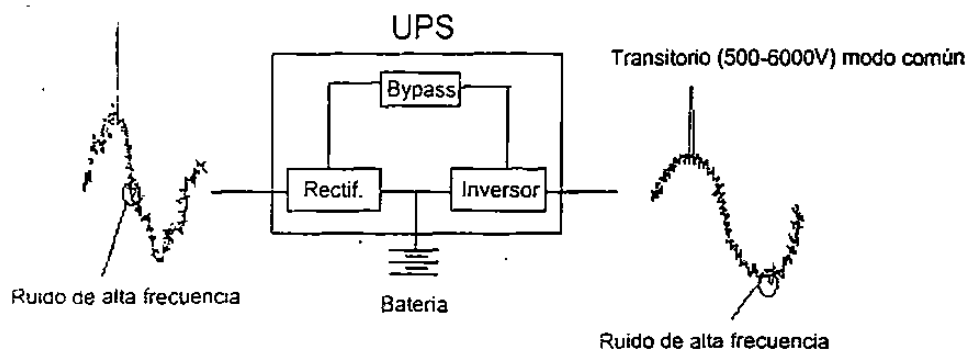 UPS
Transitorio (500-6000V) modo común
Bypass
Rectif.
Inversor
Ruido de alta frecuencia
Bateria
Ruido de alta frecuencia